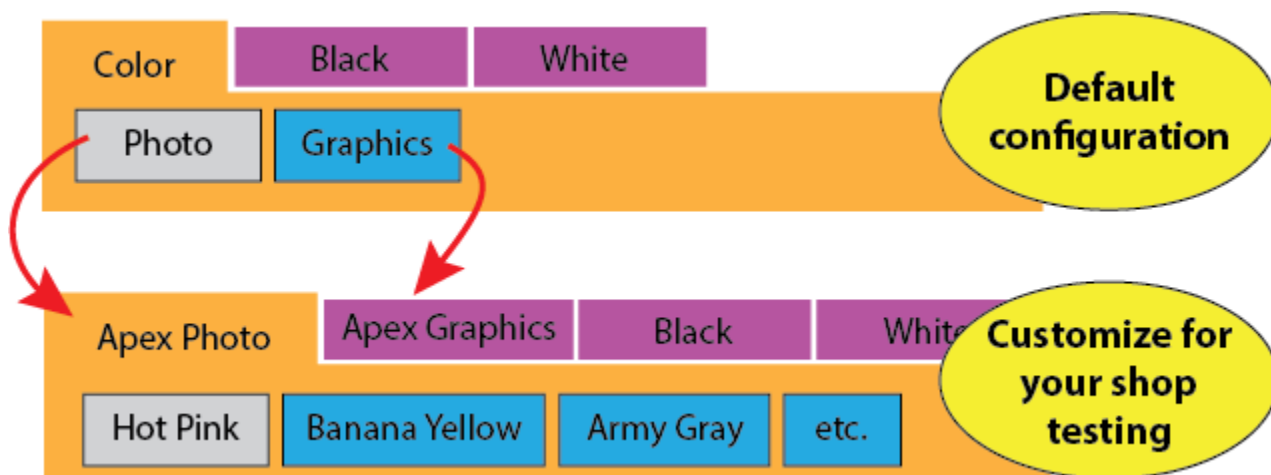 Color
Black
White
Default
configuration
Photo
Graphics
Apex Photo
Apex Graphics
Black
White
Customize for
your shop
testing
Hot Pink
Banana Yellow
Army Gray
etc.